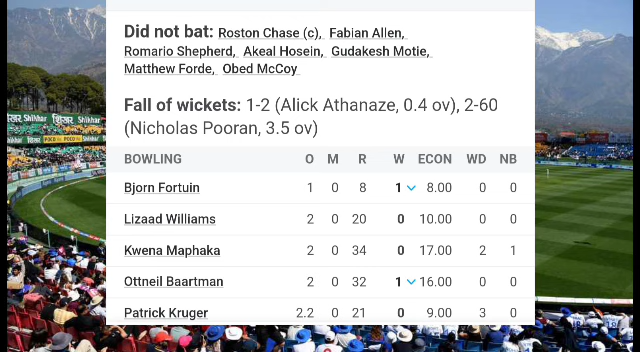 Did not bat: Roston Chase (c), Fabian Allen,
Romario Shepherd, Akeal Hosein, Gudakesh Motie,
Matthew Forde, Obed McCoy
Fall of wickets: 1-2 (Alick Athanaze, 0.4 ov), 2-60
(Nicholas Pooran, 3.5 ov)
BOWLING O M R W ECON WD NB
Bjorn Fortuin 1 0 8 1 8.00 0 0
Lizaad Williams 2 0 20 0 10.00 0 0
Kwena Maphaka 2 0 34 0 17.00 2 1
Ottneil Baartman 2 0 32 1 16.00 0 0
Patrick Kruger 2.2 0 21 0 9.00 3 0
शिखर Shikhar